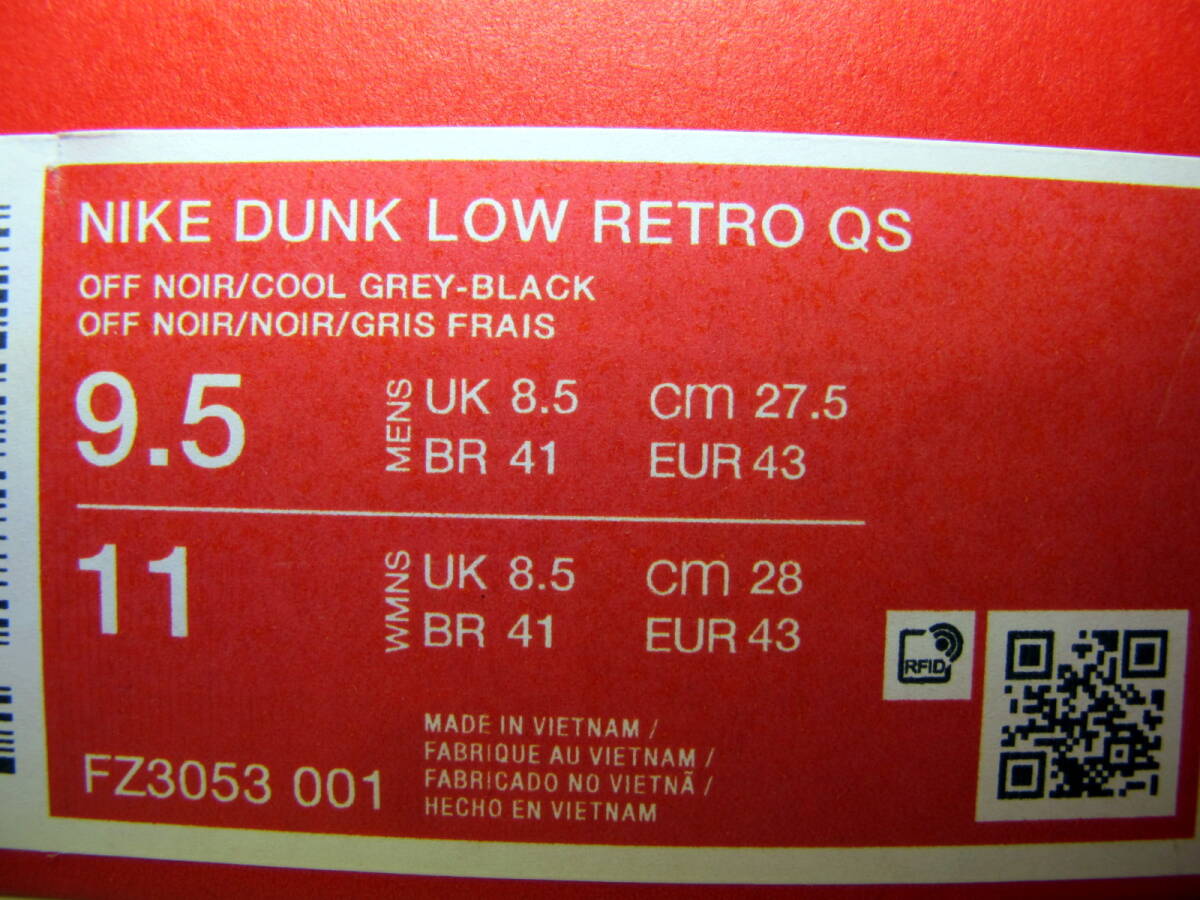 NIKE DUNK LOW RETRO QS
OFF NOIR/COOL GREY-BLACK
OFF NOIR/NOIR/GRIS FRAIS
9.5 MENS UK 8.5 cm 27.5
BR 41 EUR 43
11 WMNS UK 8.5 cm 28
BR 41 EUR 43
RFID
MADE IN VIETNAM /
FABRIQUE AU VIETNAM /
FABRICADO NO VIETNÃ /
HECHO EN VIETNAM
FZ3053 001